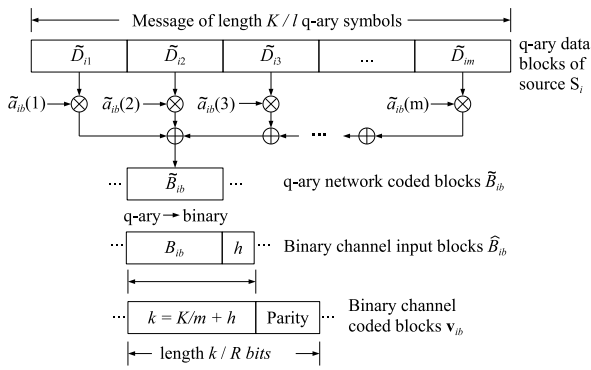 Message of length K / l q-ary symbols
D̃i1 D̃i2 D̃i3 ... D̃im
q-ary data
blocks of
source Si
ãib(1) ãib(2) ãib(3) ãib(m)
...
... B̃ib ...
q-ary network coded blocks B̃ib
q-ary → binary
... Bib h ...
Binary channel input blocks B̂ib
... k = K/m + h Parity ...
Binary channel
coded blocks vib
length k / R bits